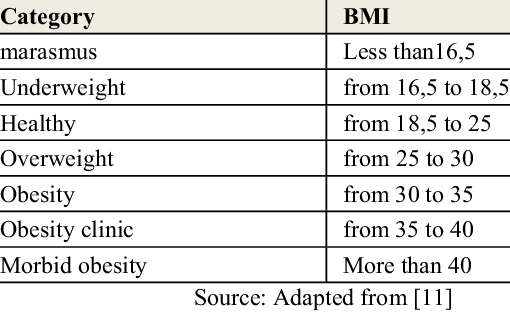 Category BMI
marasmus Less than16,5
Underweight from 16,5 to 18,5
Healthy from 18,5 to 25
Overweight from 25 to 30
Obesity from 30 to 35
Obesity clinic from 35 to 40
Morbid obesity More than 40
Source: Adapted from [11]